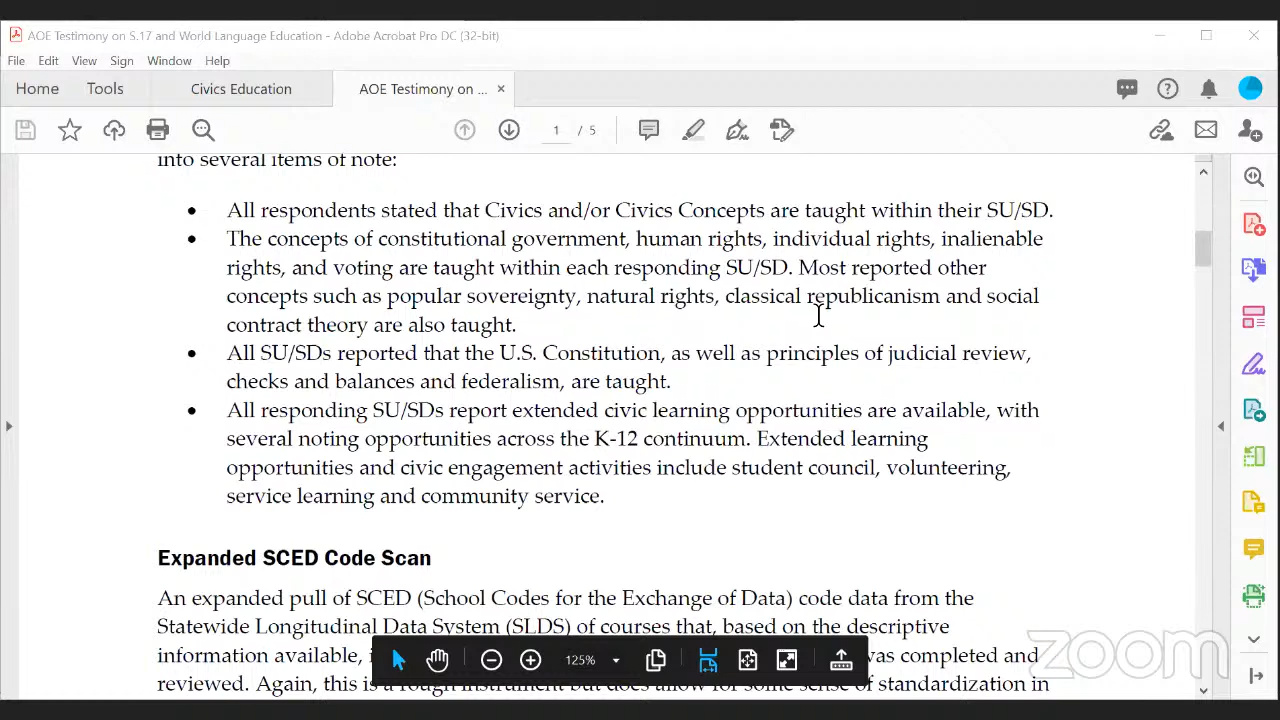 AOE Testimony on S.17 and World Language Education - Adobe Acrobat Pro DC (32-bit)
File Edit View Sign Window Help
Home Tools Civics Education AOE Testimony on ... ×
1 / 5
into several items of note:
• All respondents stated that Civics and/or Civics Concepts are taught within their SU/SD.
• The concepts of constitutional government, human rights, individual rights, inalienable
rights, and voting are taught within each responding SU/SD. Most reported other
concepts such as popular sovereignty, natural rights, classical republicanism and social
contract theory are also taught.
• All SU/SDs reported that the U.S. Constitution, as well as principles of judicial review,
checks and balances and federalism, are taught.
• All responding SU/SDs report extended civic learning opportunities are available, with
several noting opportunities across the K-12 continuum. Extended learning
opportunities and civic engagement activities include student council, volunteering,
service learning and community service.
Expanded SCED Code Scan
An expanded pull of SCED (School Codes for the Exchange of Data) code data from the
Statewide Longitudinal Data System (SLDS) of courses that, based on the descriptive
information available, was completed and
reviewed. Again, this is a rough instrument but does allow for some sense of standardization in
125%
zoom